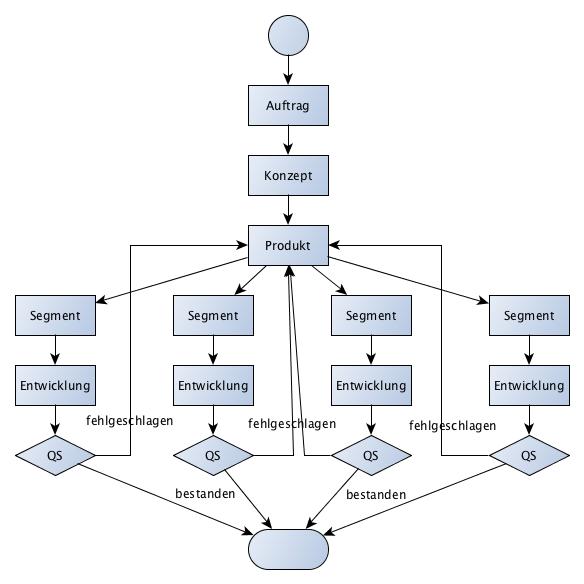 Auftrag
Konzept
Produkt
Segment
Segment
Segment
Segment
Entwicklung
Entwicklung
Entwicklung
Entwicklung
fehlgeschlagen
fehlgeschlagen
fehlgeschlagen
QS
QS
QS
QS
bestanden
bestanden